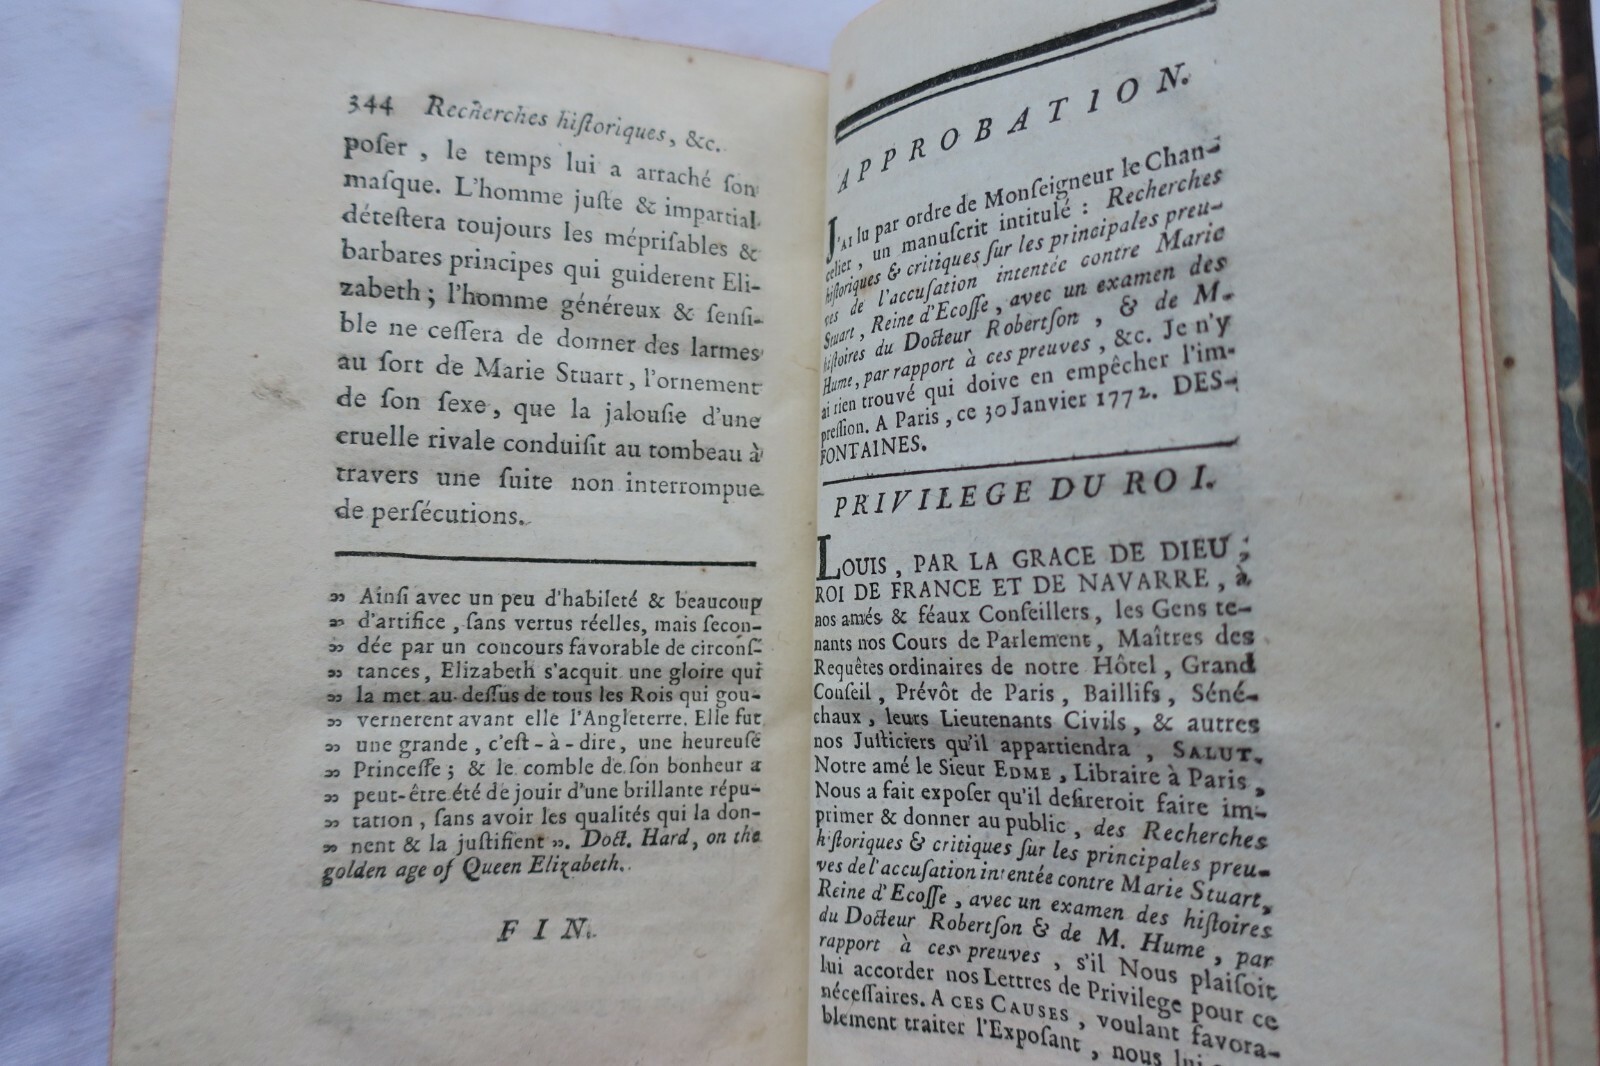 344 Recherches hiſtoriques, &c.
poſer , le temps lui a arraché ſon
maſque. L'homme juſte & impartial
déteſtera toujours les mépriſables &
barbares principes qui guiderent Eli-
zabeth ; l'homme généreux & ſenſi-
ble ne ceſſera de donner des larmes
au ſort de Marie Stuart, l'ornement
de ſon ſexe, que la jalouſie d'une
cruelle rivale conduiſit au tombeau à
travers une ſuite non interrompue
de perſécutions.
» Ainſi avec un peu d'habileté & beaucoup
» d'artifice , ſans vertus réelles, mais ſecon-
» dée par un concours favorable de circonſ-
» tances, Elizabeth s'acquit une gloire qui
» la met au-deſſus de tous les Rois qui gou-
» vernerent avant elle l'Angleterre. Elle fut
» une grande, c'eſt-à-dire, une heureuſe
» Princeſſe ; & le comble de ſon bonheur a
» peut-être été de jouir d'une brillante répu-
» tation , ſans avoir les qualités qui la don-
» nent & la juſtifient ». Doct. Hard, on the
golden age of Queen Elizabeth.
FIN.
APPROBATION.
J'AI lu par ordre de Monſeigneur le Chan-
celier, un manuſcrit intitulé : Recherches
hiſtoriques & critiques ſur les principales preu-
ves de l'accuſation intentée contre Marie
Stuart, Reine d'Ecoſſe, avec un examen des
hiſtoires du Docteur Robertſon , & de M.
Hume, par rapport à ces preuves , &c. Je n'y
ai rien trouvé qui doive en empêcher l'im-
preſſion. A Paris, ce 30 Janvier 1772. DES-
FONTAINES.
PRIVILEGE DU ROI.
LOUIS, PAR LA GRACE DE DIEU ;
ROI DE FRANCE ET DE NAVARRE , à
nos amés & féaux Conſeillers, les Gens te-
nants nos Cours de Parlement, Maîtres des
Requêtes ordinaires de notre Hôtel, Grand
Conſeil, Prévôt de Paris, Baillifs, Séné-
chaux, leurs Lieutenants Civils, & autres
nos Juſticiers qu'il appartiendra , SALUT.
Notre amé le Sieur EDME , Libraire à Paris ,
Nous a fait expoſer qu'il deſireroit faire im-
primer & donner au public, des Recherches
hiſtoriques & critiques ſur les principales preu-
ves de l'accuſation intentée contre Marie Stuart,
Reine d'Ecoſſe, avec un examen des hiſtoires
du Docteur Robertſon & de M. Hume, par
rapport à ces preuves , s'il Nous plaiſoit
lui accorder nos Lettres de Privilege pour ce
néceſſaires. A CES CAUSES , voulant favora-
blement traiter l'Expoſant , nous lui